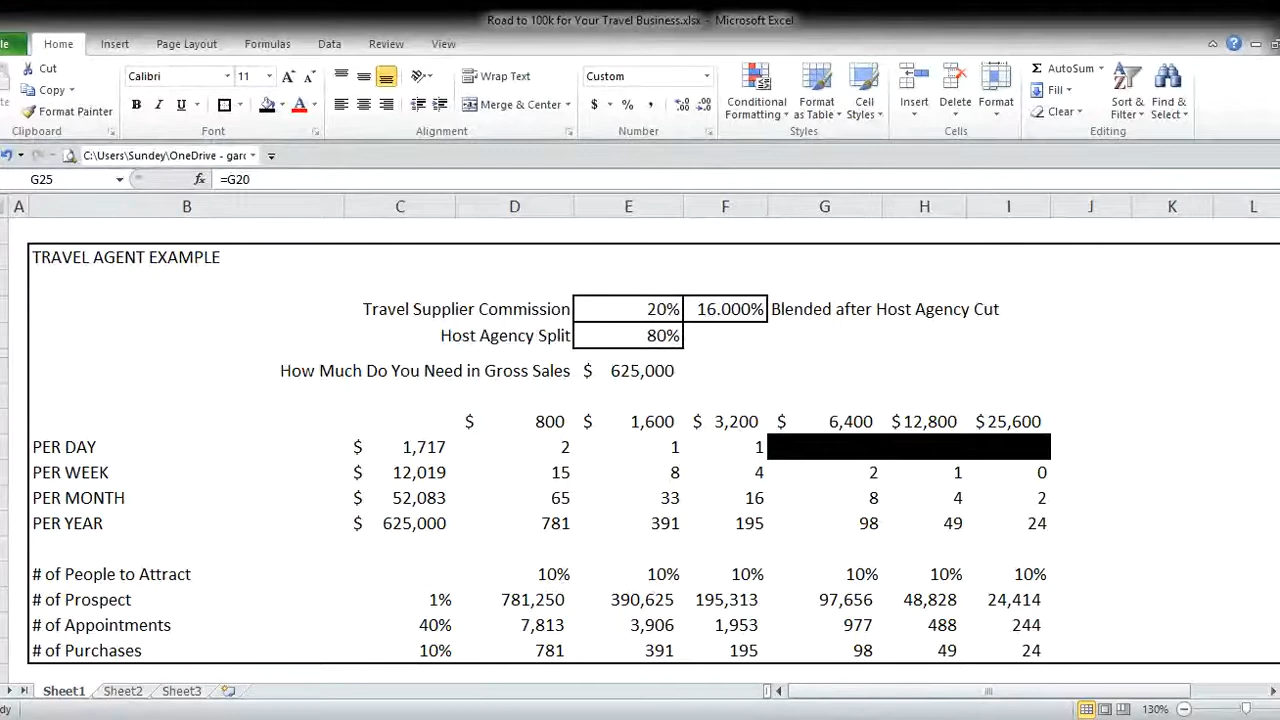 Road to 100k for Your Travel Business.xlsx - Microsoft Excel
le Home Insert Page Layout Formulas Data Review View
Cut
Copy
Format Painter
Clipboard
Calibri 11
B I U A
Font
Wrap Text
Merge & Center
Alignment
Custom
$ % ,
Number
Conditional Formatting
Format as Table
Cell Styles
Styles
Insert Delete Format
Cells
AutoSum
Fill
Clear
Sort & Filter
Find & Select
Editing
C:\Users\Sundey\OneDrive - gard
G25 fx =G20
A B C D E F G H I J K L
TRAVEL AGENT EXAMPLE
Travel Supplier Commission 20% 16.000% Blended after Host Agency Cut
Host Agency Split 80%
How Much Do You Need in Gross Sales $ 625,000
$ 800 $ 1,600 $ 3,200 $ 6,400 $ 12,800 $ 25,600
PER DAY $ 1,717 2 1 1
PER WEEK $ 12,019 15 8 4 2 1 0
PER MONTH $ 52,083 65 33 16 8 4 2
PER YEAR $ 625,000 781 391 195 98 49 24
# of People to Attract 10% 10% 10% 10% 10% 10%
# of Prospect 1% 781,250 390,625 195,313 97,656 48,828 24,414
# of Appointments 40% 7,813 3,906 1,953 977 488 244
# of Purchases 10% 781 391 195 98 49 24
Sheet1 Sheet2 Sheet3
dy 130%